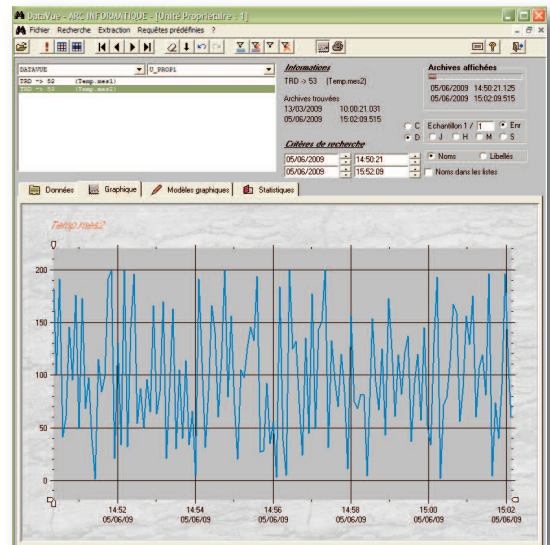 DataVue - ARC INFORMATIQUE - [Unité Propriétaire : 1]
Fichier Recherche Extraction Requêtes prédéfinies ?
DATAVUE U_PROP1
TRD -> 52 (Temp.mes1)
TRD -> 53 (Temp.mes2)
Informations
TRD -> 53 (Temp.mes2)
Archives trouvées
13/03/2009 10:00:21.031
05/06/2009 15:02:09.515
Archives affichées
05/06/2009 14:50:21.125
05/06/2009 15:02:09.515
C Echantillon 1 / 1 Enr
D J H M S
Critères de recherche
05/06/2009 14:50:21
05/06/2009 15:52:09
Noms Libellés
Noms dans les listes
Données Graphique Modèles graphiques Statistiques
Temp.mes2
200
150
100
50
0
14:52 14:54 14:56 14:58 15:00 15:02
05/06/09 05/06/09 05/06/09 05/06/09 05/06/09 05/06/09